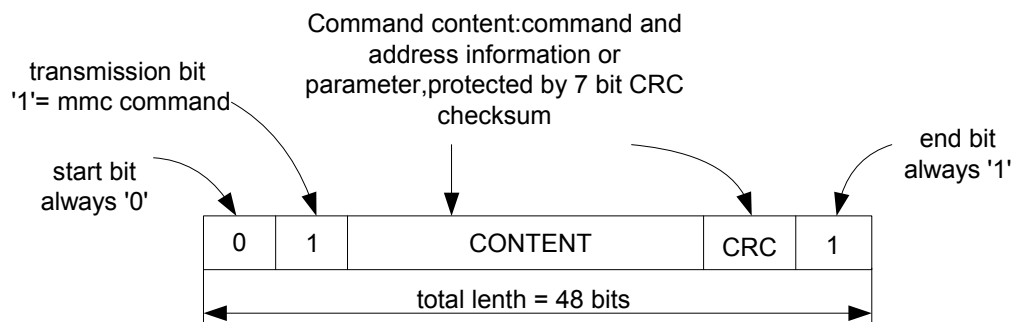 Command content:command and
address information or
parameter,protected by 7 bit CRC
checksum
transmission bit
'1'= mmc command
start bit
always '0'
end bit
always '1'
0 1 CONTENT CRC 1
total lenth = 48 bits